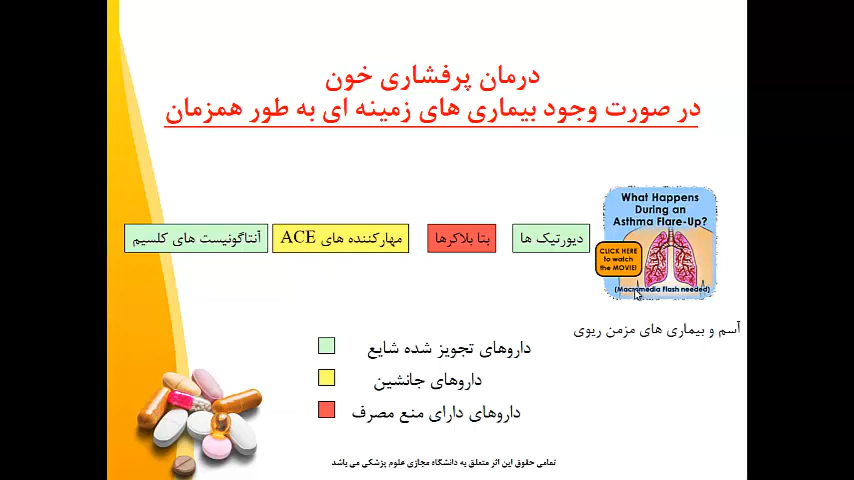 درمان پرفشاری خون
در صورت وجود بیماری های زمینه ای به طور همزمان
What Happens
During an
Asthma Flare-Up?
CLICK HERE
to watch
the MOVIE!
(Macromedia Flash needed)
دیورتیک ها
بتا بلاکرها
مهارکننده های ACE
آنتاگونیست های کلسیم
آسم و بیماری های مزمن ریوی
داروهای تجویز شده شایع
داروهای جانشین
داروهای دارای منع مصرف
تمامی حقوق این اثر متعلق به دانشگاه مجازی علوم پزشکی می باشد